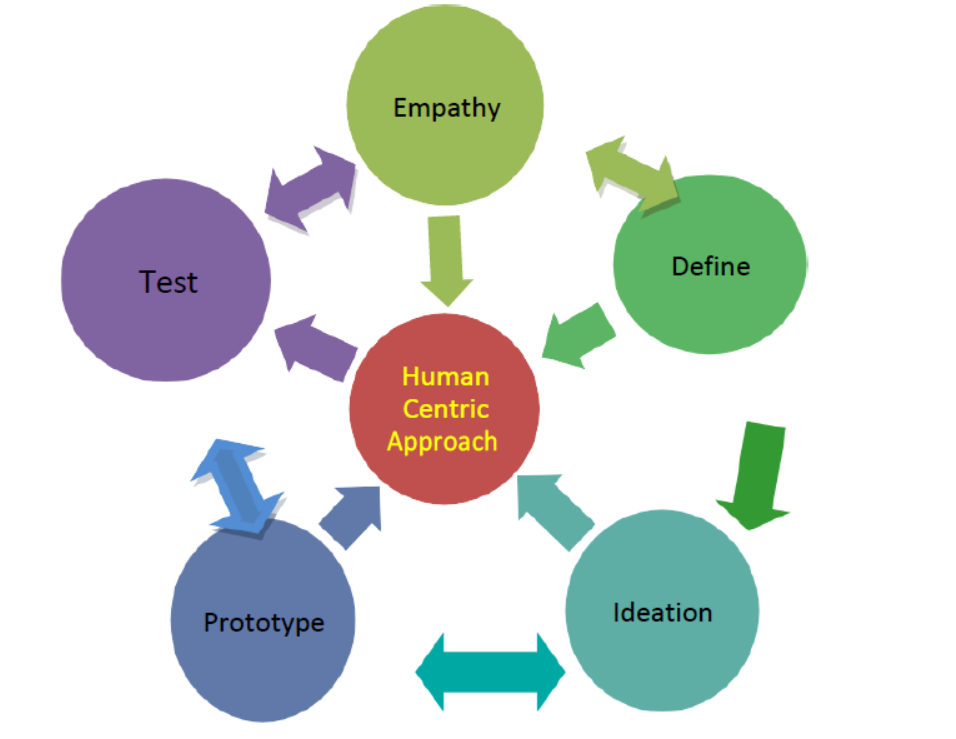 Empathy
Define
Test
Human
Centric
Approach
Ideation
Prototype